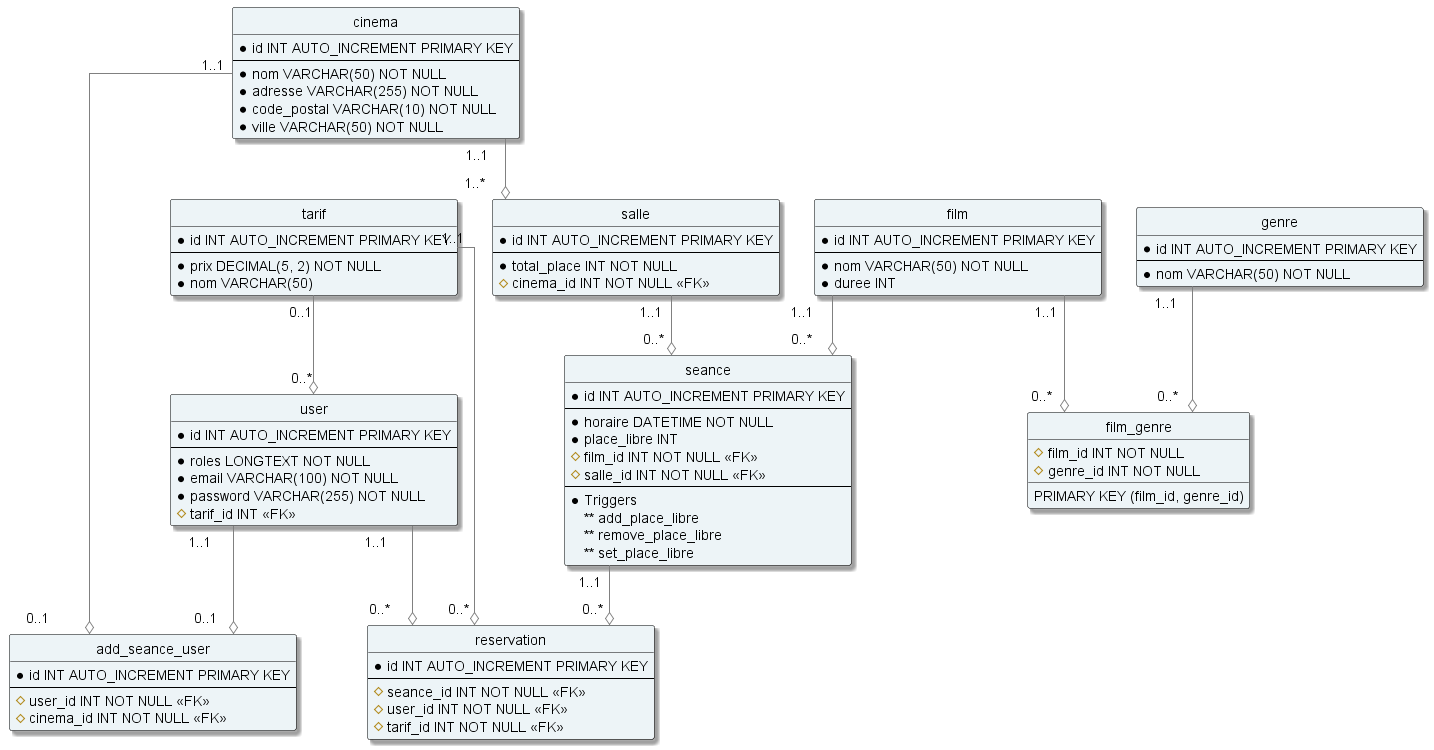 cinema
id INT AUTO_INCREMENT PRIMARY KEY
nom VARCHAR(50) NOT NULL
adresse VARCHAR(255) NOT NULL
code_postal VARCHAR(10) NOT NULL
ville VARCHAR(50) NOT NULL
1..1
1..1
1..*
tarif
id INT AUTO_INCREMENT PRIMARY KEY
prix DECIMAL(5, 2) NOT NULL
nom VARCHAR(50)
1..1
salle
id INT AUTO_INCREMENT PRIMARY KEY
total_place INT NOT NULL
cinema_id INT NOT NULL «FK»
film
id INT AUTO_INCREMENT PRIMARY KEY
nom VARCHAR(50) NOT NULL
duree INT
genre
id INT AUTO_INCREMENT PRIMARY KEY
nom VARCHAR(50) NOT NULL
0..1
0..*
1..1
0..*
1..1
0..*
1..1
0..*
1..1
0..*
user
id INT AUTO_INCREMENT PRIMARY KEY
roles LONGTEXT NOT NULL
email VARCHAR(100) NOT NULL
password VARCHAR(255) NOT NULL
tarif_id INT «FK»
seance
id INT AUTO_INCREMENT PRIMARY KEY
horaire DATETIME NOT NULL
place_libre INT
film_id INT NOT NULL «FK»
salle_id INT NOT NULL «FK»
Triggers
** add_place_libre
** remove_place_libre
** set_place_libre
film_genre
film_id INT NOT NULL
genre_id INT NOT NULL
PRIMARY KEY (film_id, genre_id)
1..1
1..1
1..1
0..1
0..1
0..*
0..*
0..*
add_seance_user
id INT AUTO_INCREMENT PRIMARY KEY
user_id INT NOT NULL «FK»
cinema_id INT NOT NULL «FK»
reservation
id INT AUTO_INCREMENT PRIMARY KEY
seance_id INT NOT NULL «FK»
user_id INT NOT NULL «FK»
tarif_id INT NOT NULL «FK»